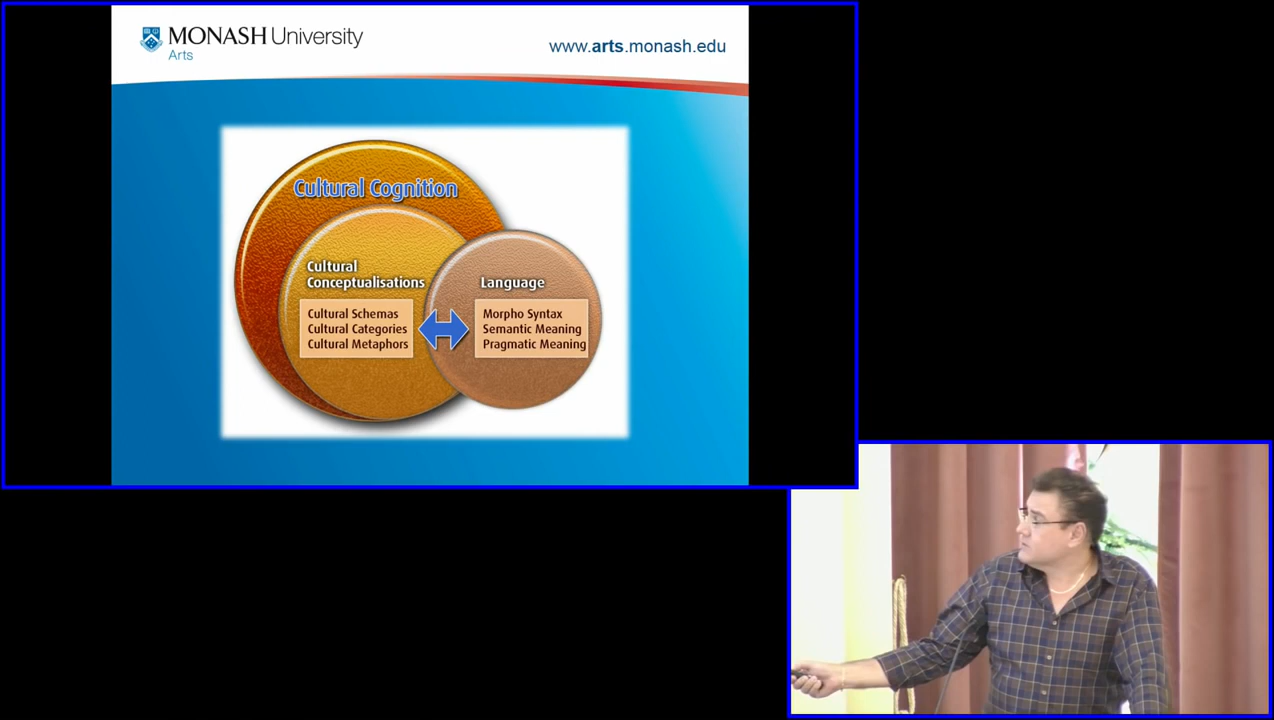 MONASH University
Arts
www.arts.monash.edu
Cultural Cognition
Cultural
Conceptualisations
Cultural Schemas
Cultural Categories
Cultural Metaphors
Language
Morpho Syntax
Semantic Meaning
Pragmatic Meaning